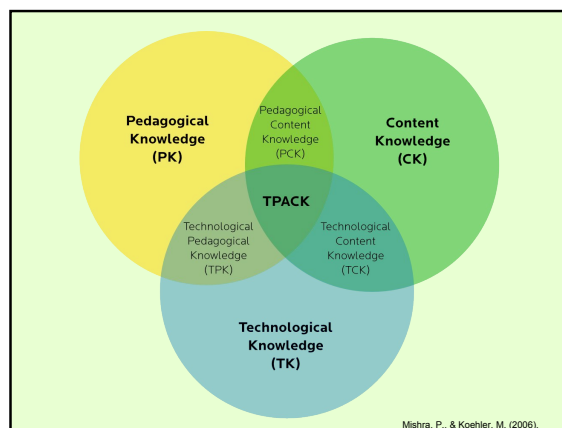 Pedagogical
Knowledge
(PK)
Pedagogical
Content
Knowledge
(PCK)
Content
Knowledge
(CK)
TPACK
Technological
Pedagogical
Knowledge
(TPK)
Technological
Content
Knowledge
(TCK)
Technological
Knowledge
(TK)
Mishra, P., & Koehler, M. (2006).